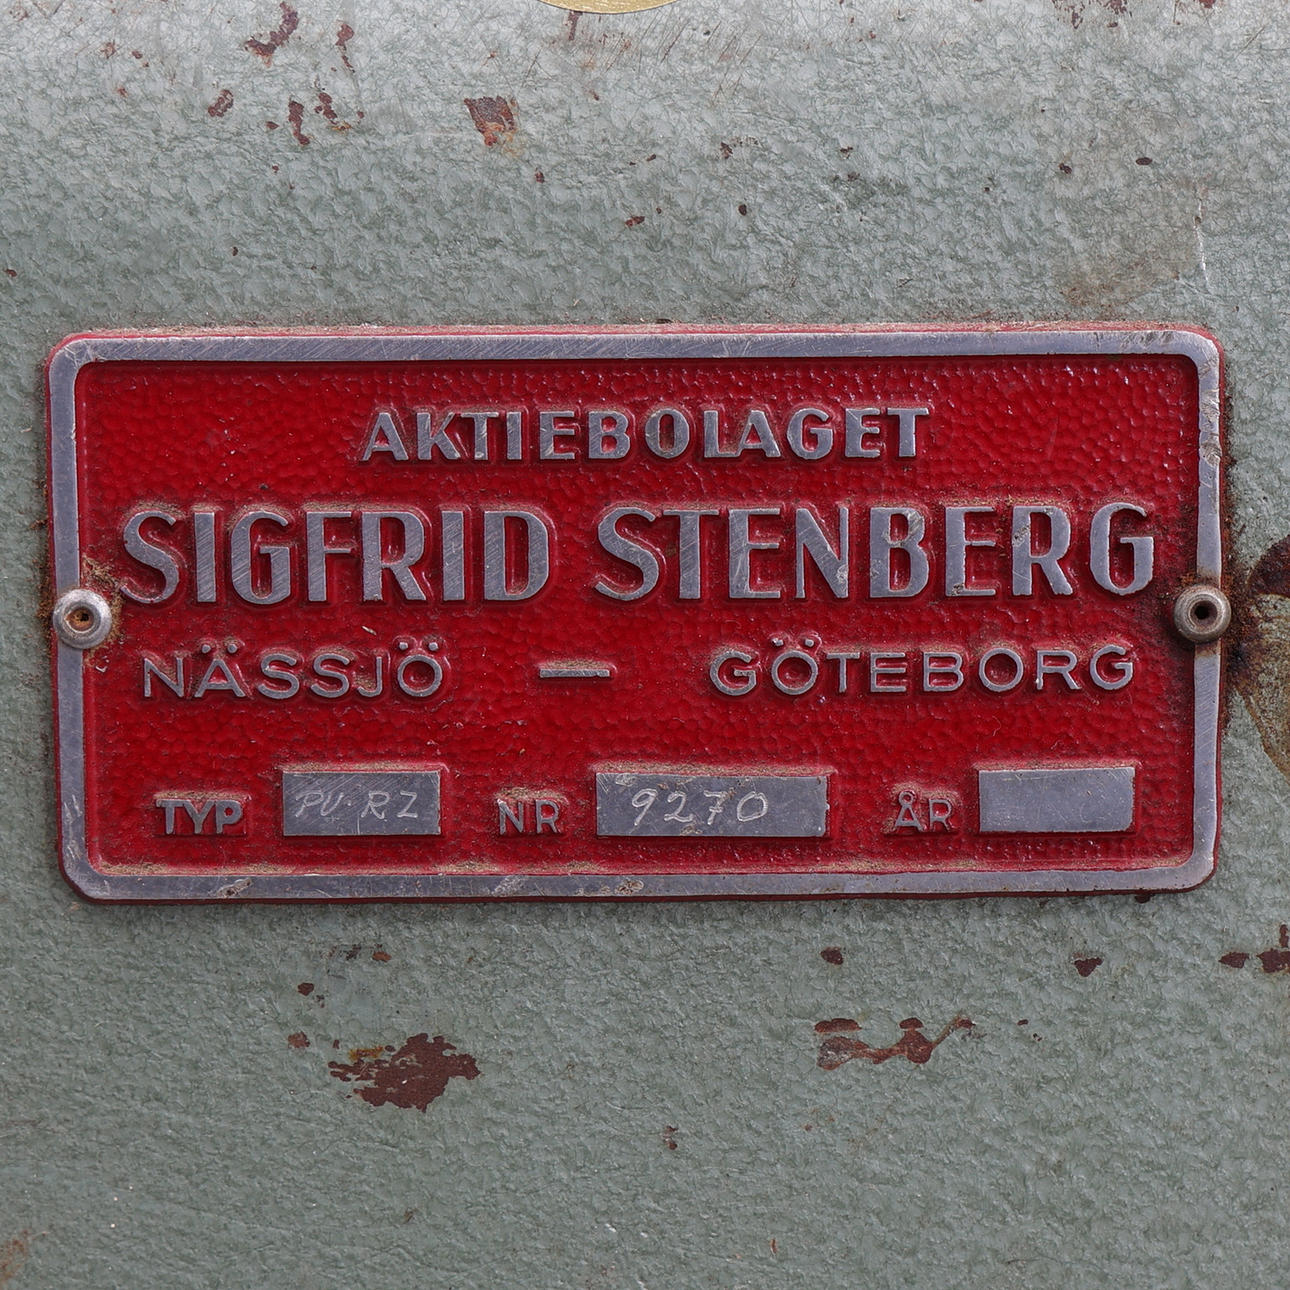 AKTIEBOLAGET
SIGFRID STENBERG
NÄSSJÖ — GÖTEBORG
TYP PV-RZ NR 9270 ÅR